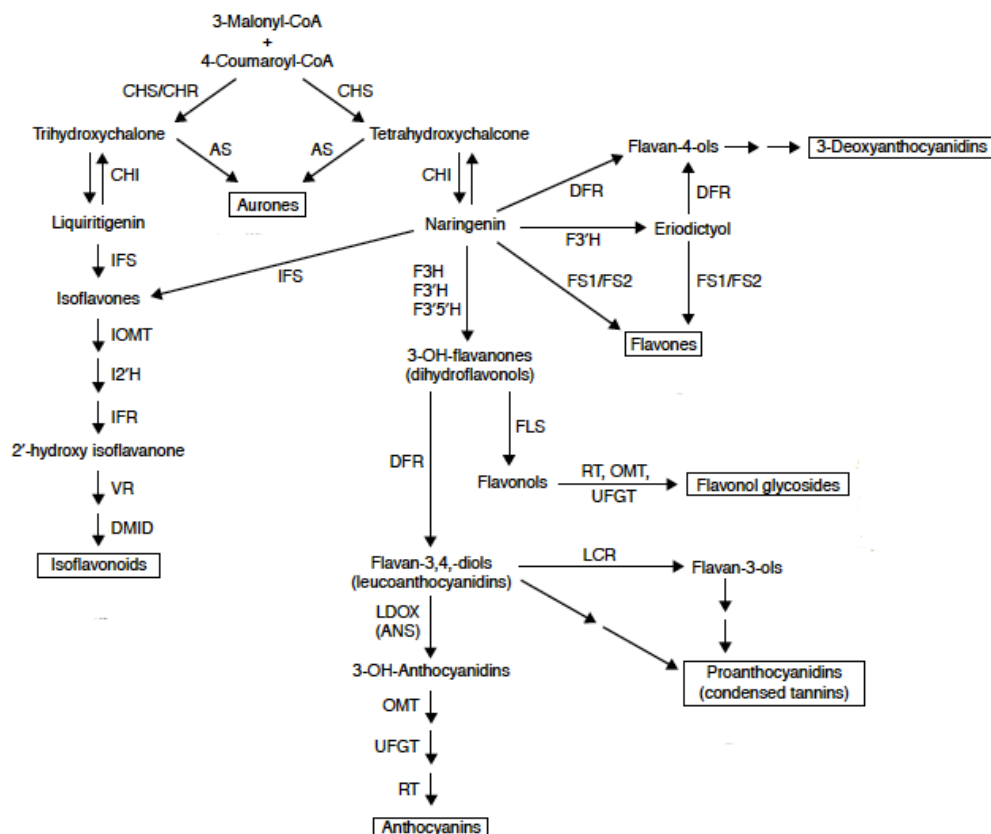 3-Malonyl-CoA
+
4-Coumaroyl-CoA
CHS/CHR
CHS
Trihydroxychalone
Tetrahydroxychalcone
Flavan-4-ols
3-Deoxyanthocyanidins
AS
AS
CHI
CHI
DFR
DFR
Aurones
Liquiritigenin
Naringenin
Eriodictyol
F3'H
IFS
IFS
F3H
F3'H
F3'5'H
FS1/FS2
FS1/FS2
Isoflavones
IOMT
Flavones
3-OH-flavanones
(dihydroflavonols)
I2'H
IFR
FLS
2'-hydroxy isoflavanone
DFR
VR
Flavonols
RT, OMT,
UFGT
Flavonol glycosides
DMID
Isoflavonoids
Flavan-3,4,-diols
(leucoanthocyanidins)
LCR
Flavan-3-ols
LDOX
(ANS)
3-OH-Anthocyanidins
Proanthocyanidins
(condensed tannins)
OMT
UFGT
RT
Anthocyanins